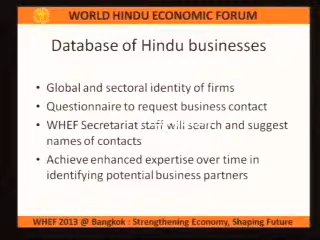 WORLD HINDU ECONOMIC FORUM
Database of Hindu businesses
• Global and sectoral identity of firms
• Questionnaire to request business contact
• WHEF Secretariat staff will search and suggest
names of contacts
• Achieve enhanced expertise over time in
identifying potential business partners
WHEF 2013 @ Bangkok : Strengthening Economy, Shaping Future